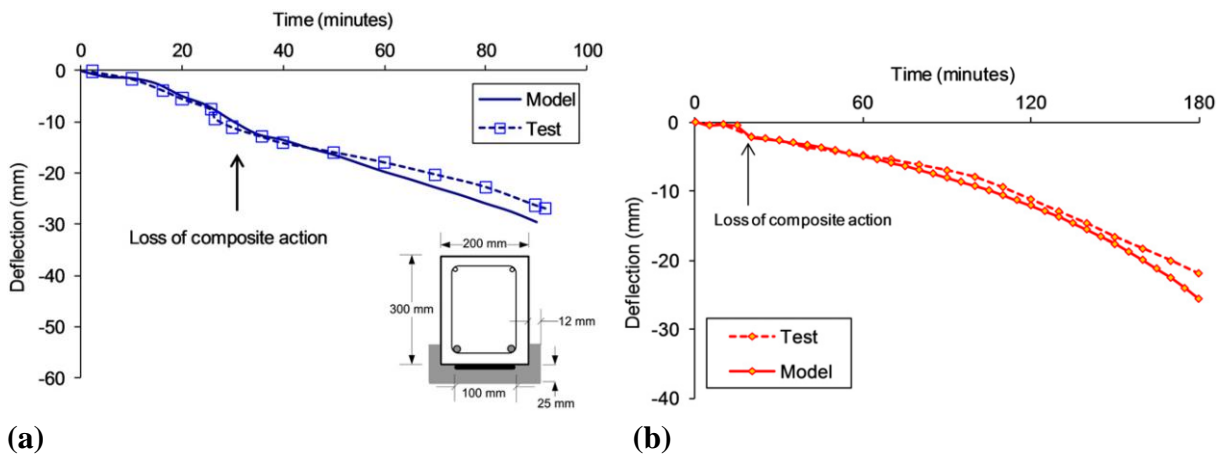 Time (minutes)
0 20 40 60 80 100
0
-10
-20
-30
-40
-50
-60
Deflection (mm)
Model
Test
Loss of composite action
200 mm
300 mm
12 mm
100 mm
25 mm
(a)
Time (minutes)
0 60 120 180
0
-10
-20
-30
-40
Deflection (mm)
Loss of composite action
Test
Model
(b)